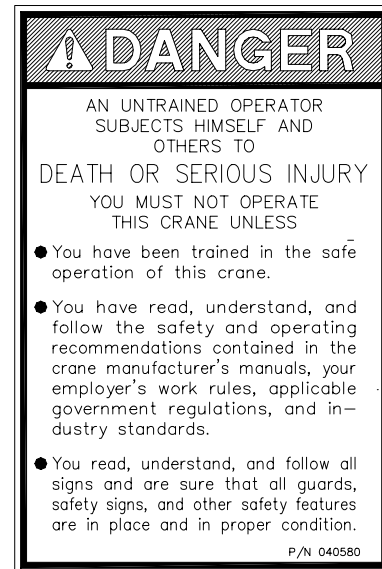 DANGER
AN UNTRAINED OPERATOR
SUBJECTS HIMSELF AND
OTHERS TO
DEATH OR SERIOUS INJURY
YOU MUST NOT OPERATE
THIS CRANE UNLESS
You have been trained in the safe
operation of this crane.
You have read, understand, and
follow the safety and operating
recommendations contained in the
crane manufacturer's manuals, your
employer's work rules, applicable
government regulations, and in–
dustry standards.
You read, understand, and follow all
signs and are sure that all guards,
safety signs, and other safety features
are in place and in proper condition.
P/N 040580